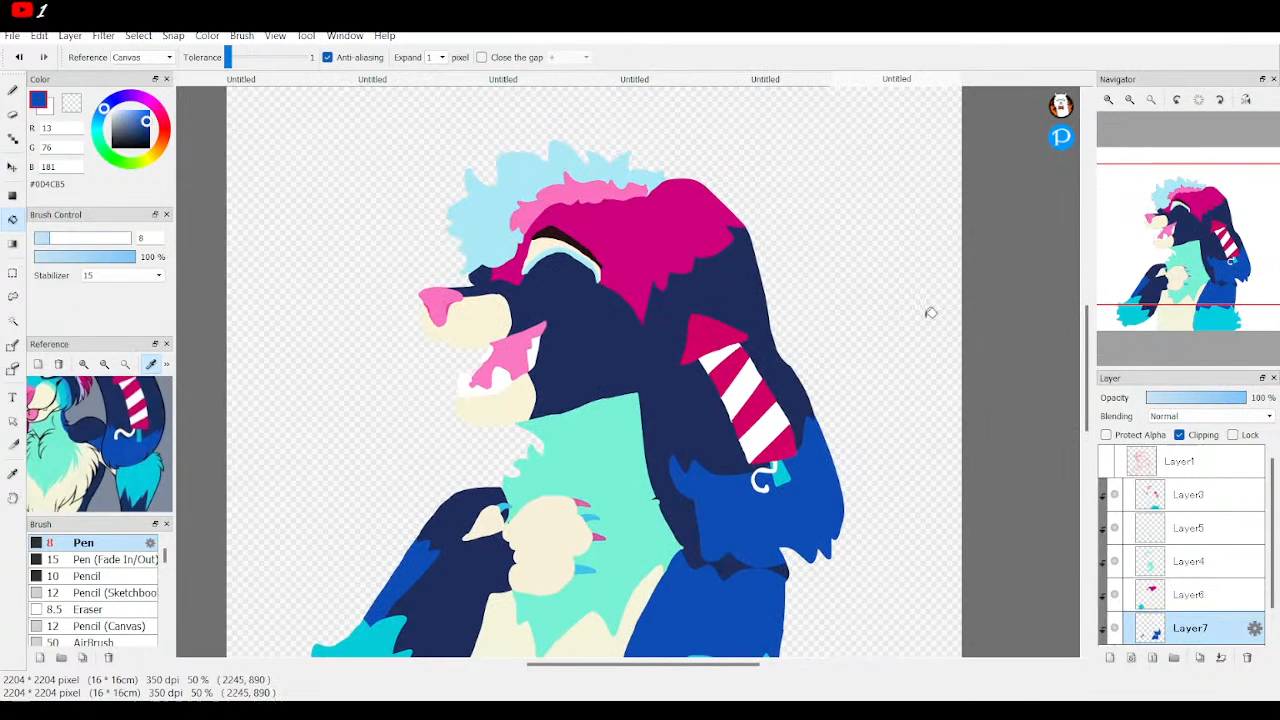 1
File Edit Layer Filter Select Snap Color Brush View Tool Window Help
Reference Canvas Tolerance 1 Anti-aliasing Expand 1 pixel Close the gap
Color
Untitled Untitled Untitled Untitled Untitled Untitled
Navigator
R 13
G 76
B 181
#0D4CB5
Brush Control
8
100 %
Stabilizer 15
Reference
Layer
Opacity 100 %
Blending Normal
Protect Alpha Clipping Lock
Layer1
Layer3
Layer5
Layer4
Layer6
Layer7
Brush
8 Pen
15 Pen (Fade In/Out)
10 Pencil
12 Pencil (Sketchboo
8.5 Eraser
12 Pencil (Canvas)
50 AirBrush
2204 * 2204 pixel (16 * 16cm) 350 dpi 50 % ( 2245, 890 )
2204 * 2204 pixel (16 * 16cm) 350 dpi 50 % ( 2245, 890 )